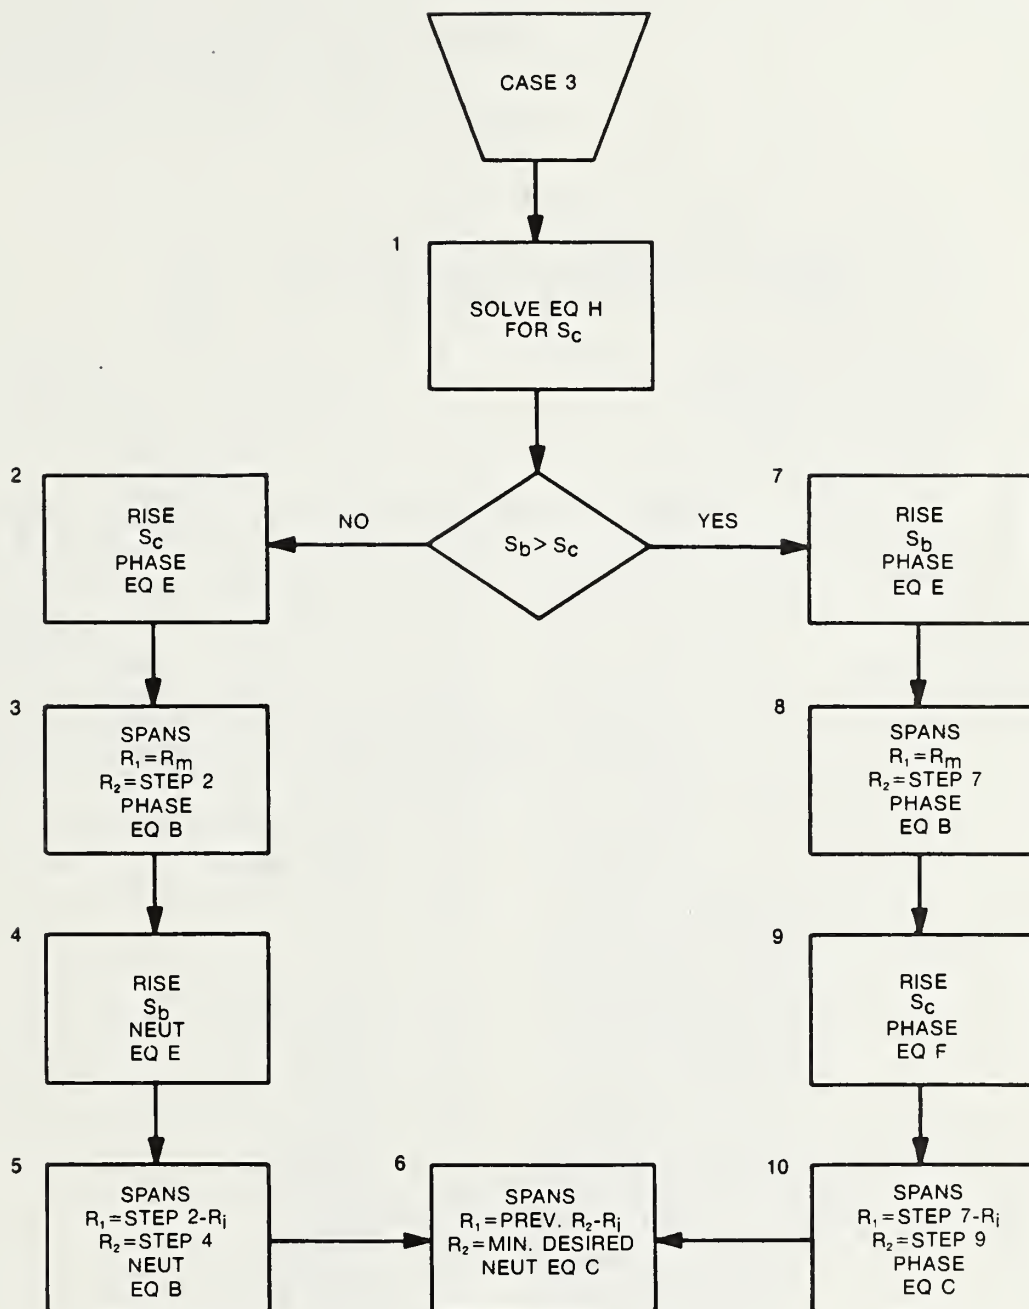 CASE 3
1
SOLVE EQ H
FOR Sc
Sb > Sc
NO
YES
2
RISE
Sc
PHASE
EQ E
3
SPANS
R₁=Rm
R₂=STEP 2
PHASE
EQ B
4
RISE
Sb
NEUT
EQ E
5
SPANS
R₁=STEP 2-Ri
R₂=STEP 4
NEUT
EQ B
6
SPANS
R₁=PREV. R₂-Ri
R₂=MIN. DESIRED
NEUT EQ C
7
RISE
Sb
PHASE
EQ E
8
SPANS
R₁=Rm
R₂=STEP 7
PHASE
EQ B
9
RISE
Sc
PHASE
EQ F
10
SPANS
R₁=STEP 7-Ri
R₂=STEP 9
PHASE
EQ C